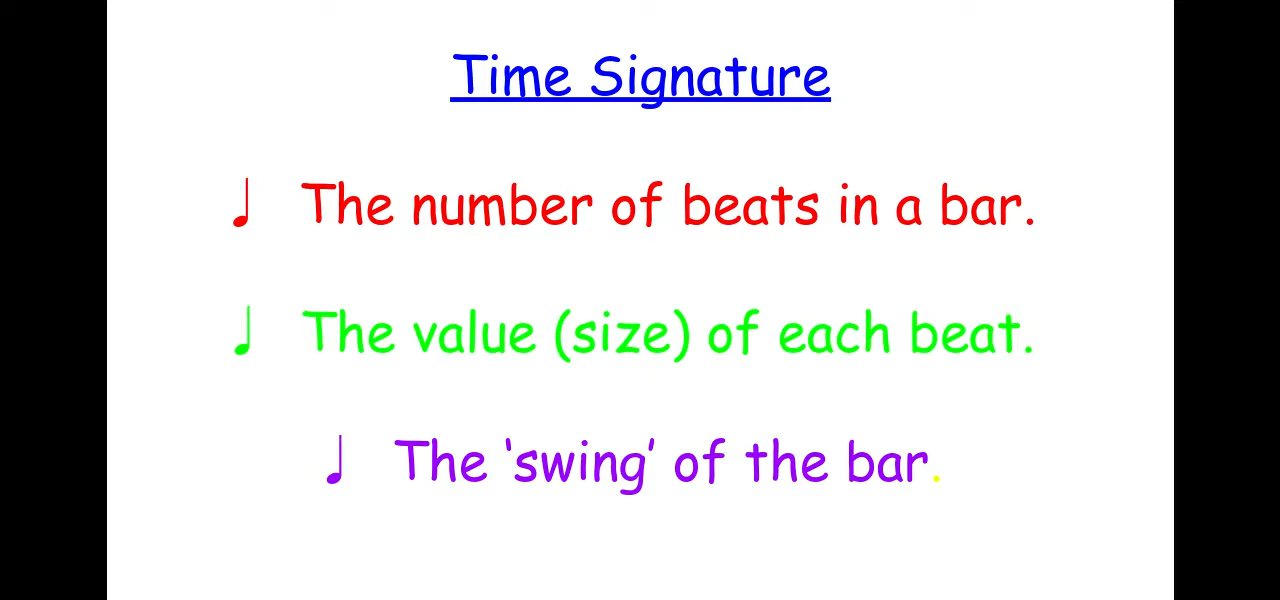 Time Signature
♩ The number of beats in a bar.
♩ The value (size) of each beat.
♩ The ‘swing’ of the bar.